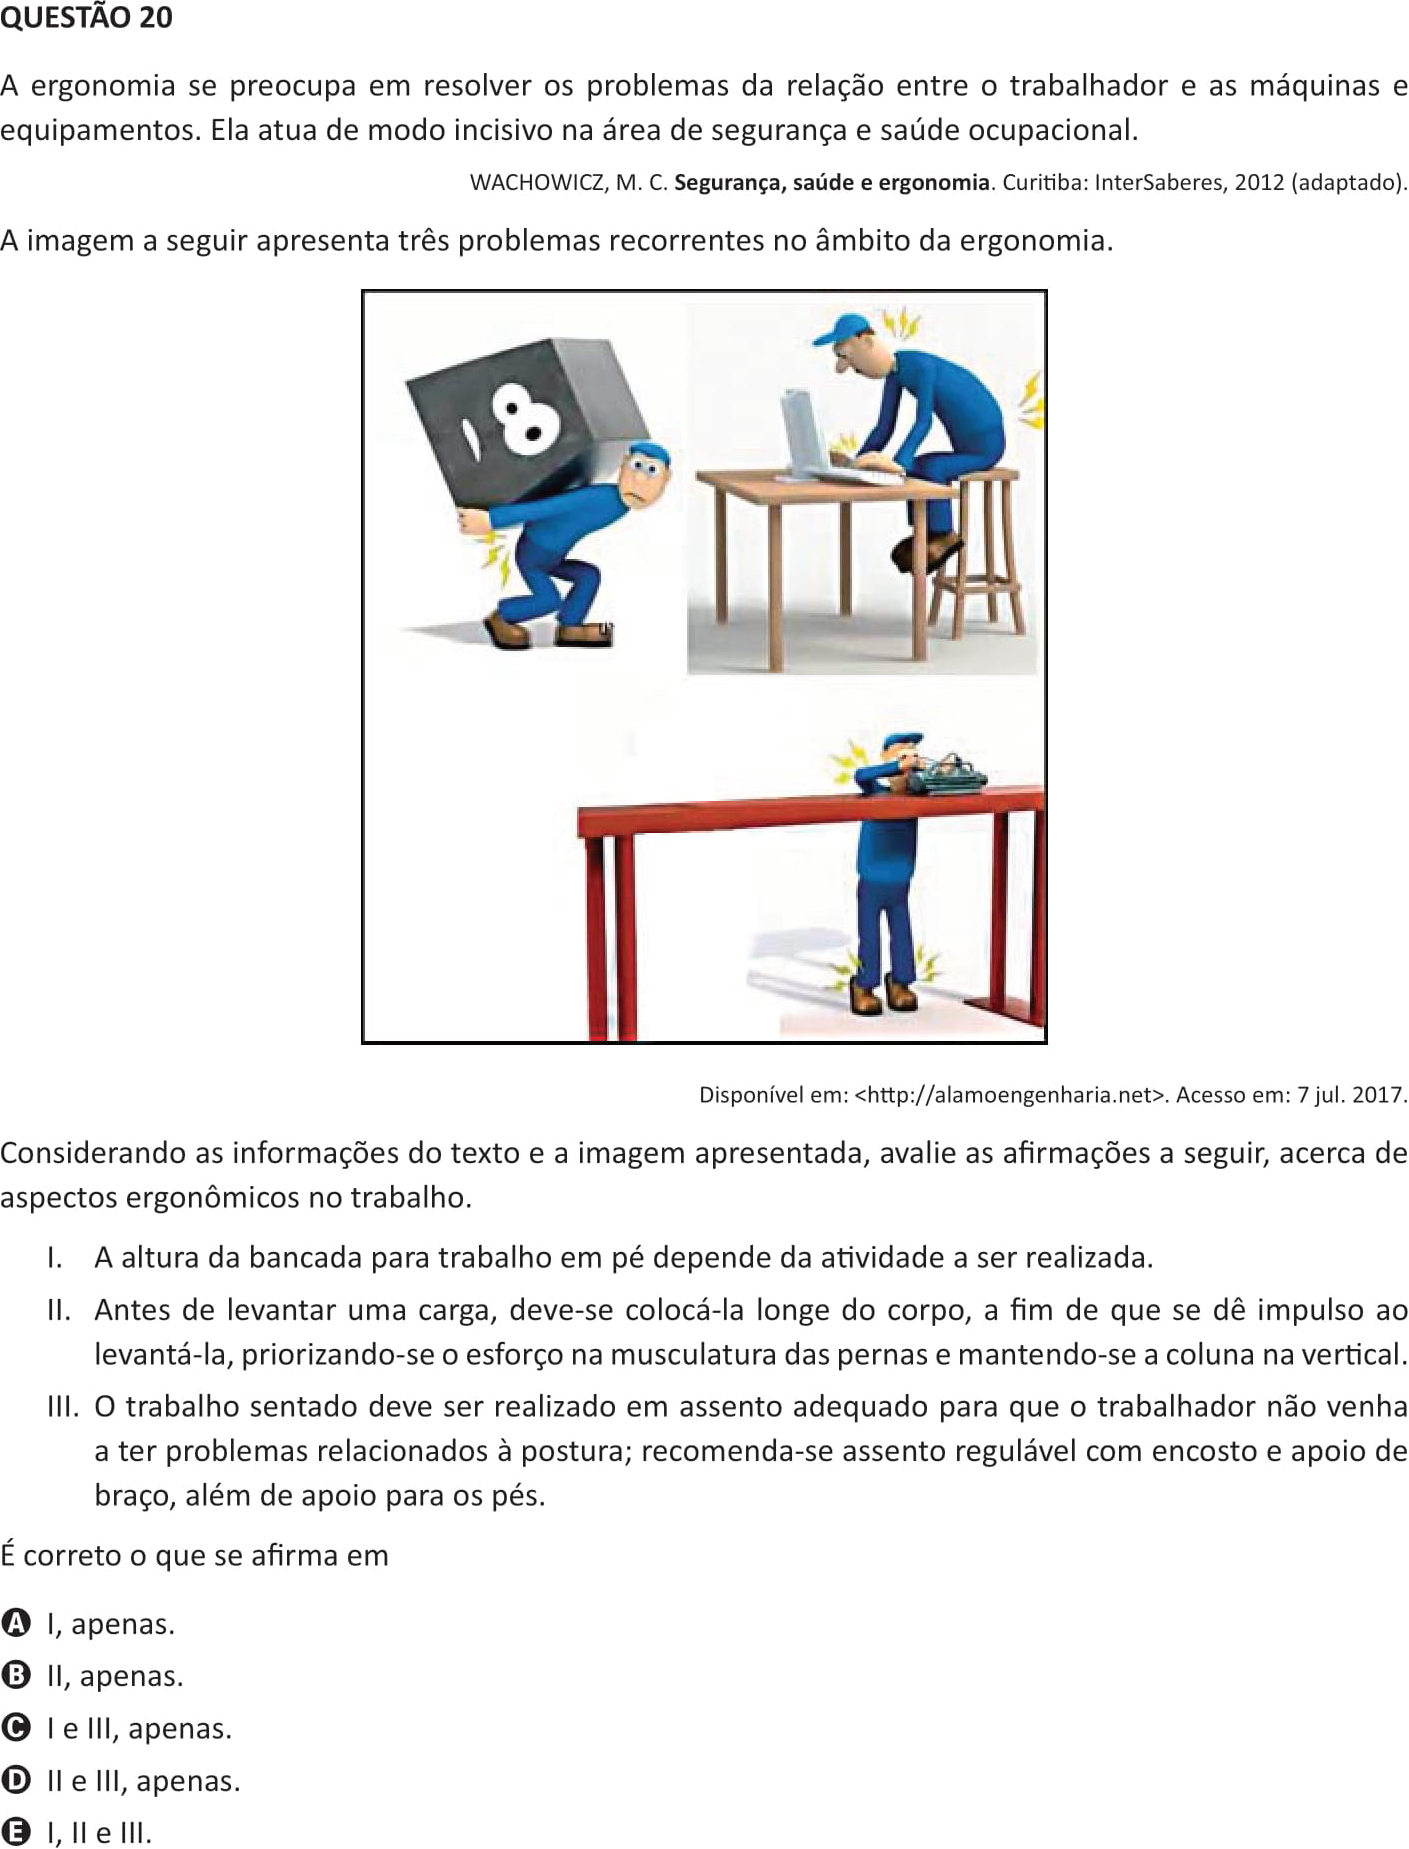 QUESTÃO 20
A ergonomia se preocupa em resolver os problemas da relação entre o trabalhador e as máquinas e
equipamentos. Ela atua de modo incisivo na área de segurança e saúde ocupacional.
WACHOWICZ, M. C. Segurança, saúde e ergonomia. Curitiba: InterSaberes, 2012 (adaptado).
A imagem a seguir apresenta três problemas recorrentes no âmbito da ergonomia.
Disponível em: <http://alamoengenharia.net>. Acesso em: 7 jul. 2017.
Considerando as informações do texto e a imagem apresentada, avalie as afirmações a seguir, acerca de
aspectos ergonômicos no trabalho.
I. A altura da bancada para trabalho em pé depende da atividade a ser realizada.
II. Antes de levantar uma carga, deve-se colocá-la longe do corpo, a fim de que se dê impulso ao
levantá-la, priorizando-se o esforço na musculatura das pernas e mantendo-se a coluna na vertical.
III. O trabalho sentado deve ser realizado em assento adequado para que o trabalhador não venha
a ter problemas relacionados à postura; recomenda-se assento regulável com encosto e apoio de
braço, além de apoio para os pés.
É correto o que se afirma em
A I, apenas.
B II, apenas.
C I e III, apenas.
D II e III, apenas.
E I, II e III.